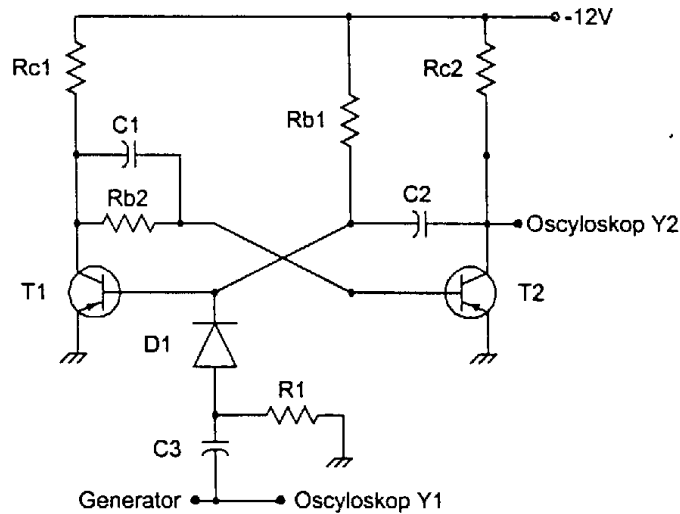 -12V
Rc1
Rc2
C1
Rb1
Rb2
C2
Oscyloskop Y2
T1
T2
D1
R1
C3
Generator
Oscyloskop Y1